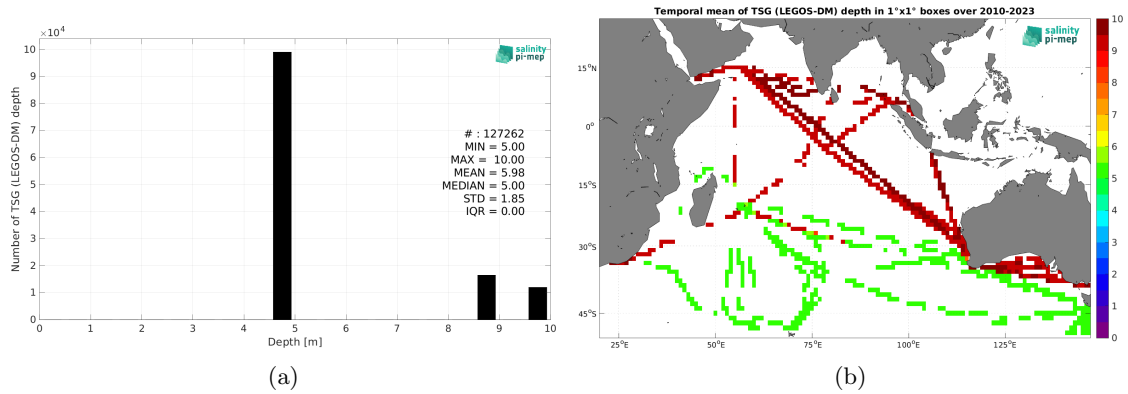 ×10⁴
10
9
8
7
6
5
4
3
2
1
0
Number of TSG (LEGOS-DM) depth
salinity
pi-mep
# : 127262
MIN = 5.00
MAX = 10.00
MEAN = 5.98
MEDIAN = 5.00
STD = 1.85
IQR = 0.00
0 1 2 3 4 5 6 7 8 9 10
Depth [m]
(a)
Temporal mean of TSG (LEGOS-DM) depth in 1°x1° boxes over 2010-2023
salinity
pi-mep
15°N
0°
15°S
30°S
45°S
25°E 50°E 75°E 100°E 125°E
10
9
8
7
6
5
4
3
2
1
0
(b)